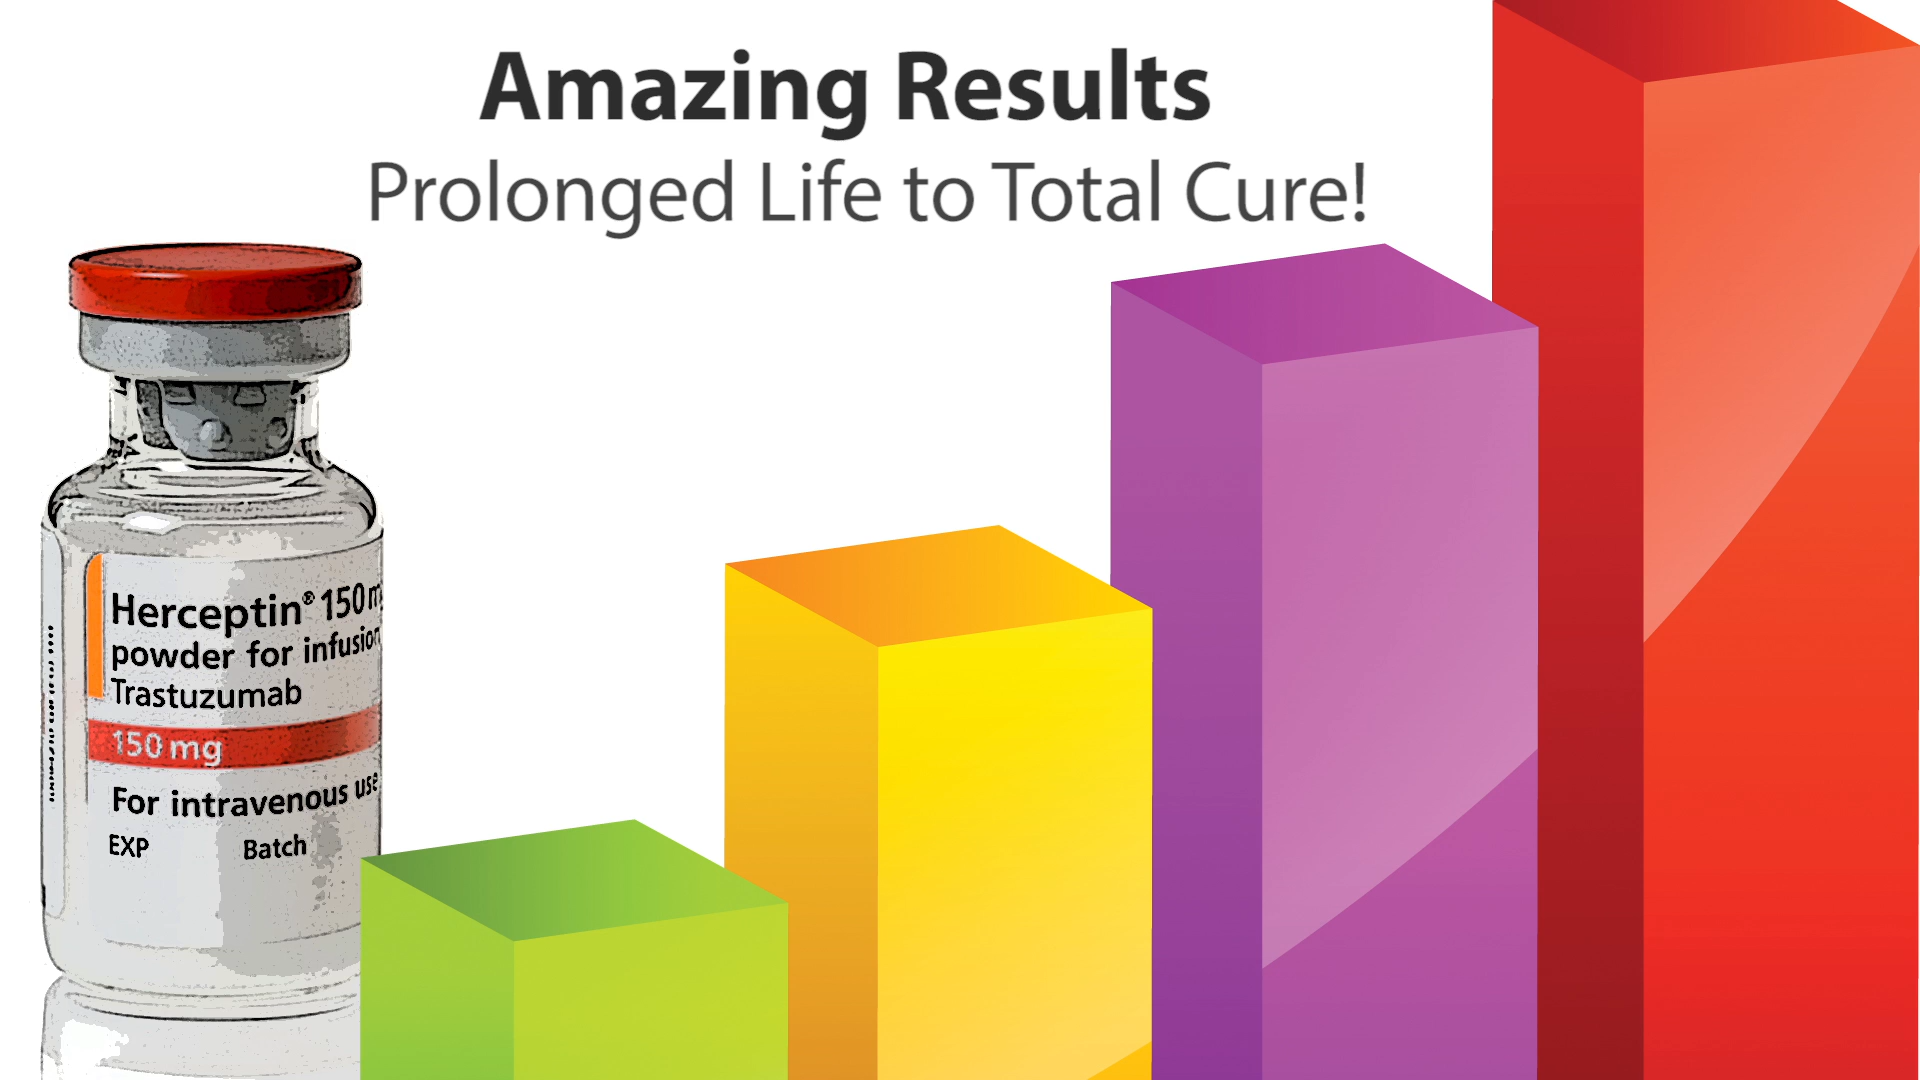 Amazing Results
Prolonged Life to Total Cure!
Herceptin® 150 m
powder for infusion
Trastuzumab
150 mg
For intravenous use
EXP Batch